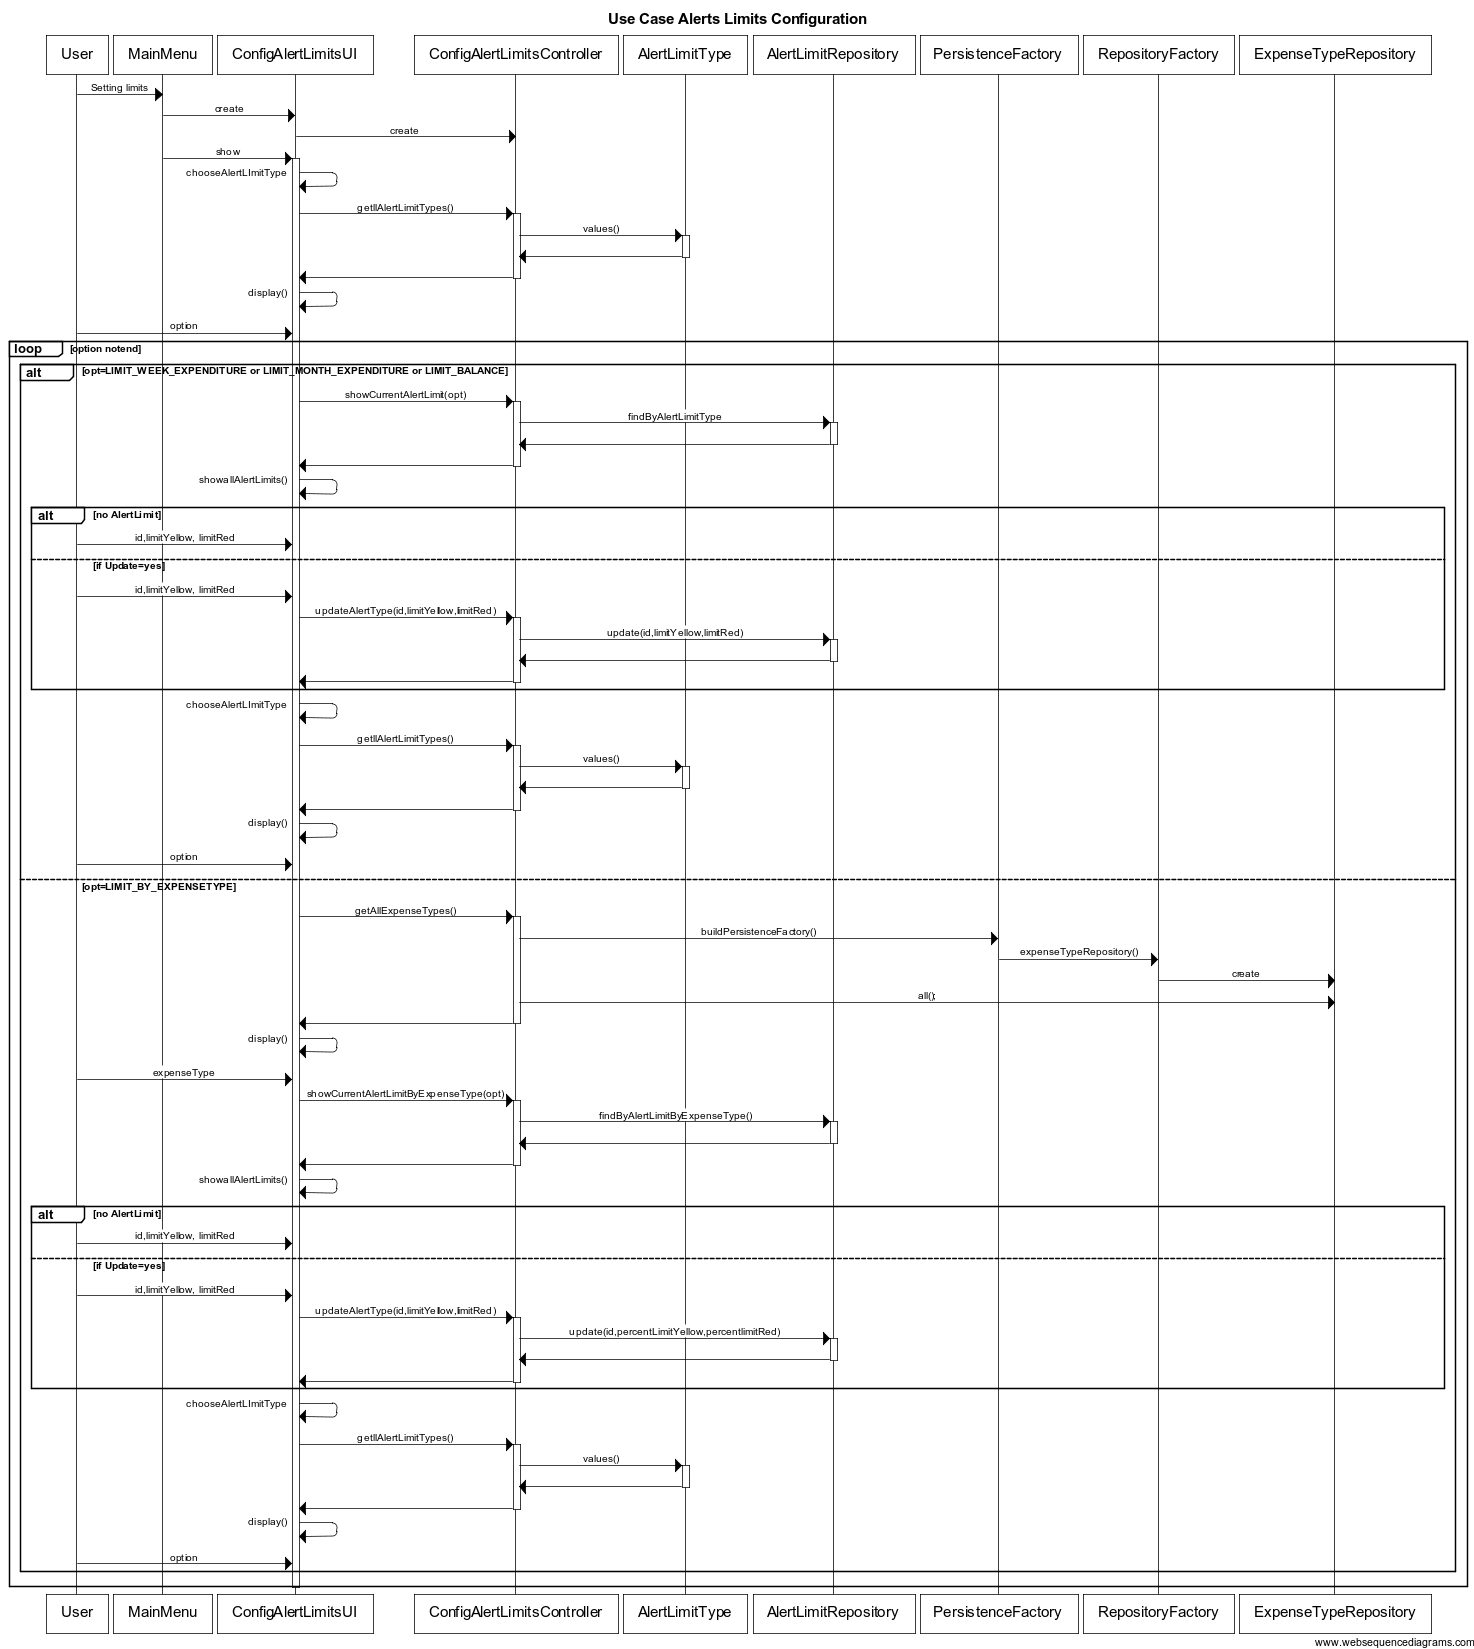 Use Case Alerts Limits Configuration
User MainMenu ConfigAlertLimitsUI ConfigAlertLimitsController AlertLimitType AlertLimitRepository PersistenceFactory RepositoryFactory ExpenseTypeRepository
Setting limits
create
create
show
chooseAlertLImitType
getllAlertLimitTypes()
values()
display()
option
loop [option notend]
alt [opt=LIMIT_WEEK_EXPENDITURE or LIMIT_MONTH_EXPENDITURE or LIMIT_BALANCE]
showCurrentAlertLimit(opt)
findByAlertLimitType
showallAlertLimits()
alt [no AlertLimit]
id,limitYellow, limitRed
[if Update=yes]
id,limitYellow, limitRed
updateAlertType(id,limitYellow,limitRed)
update(id,limitYellow,limitRed)
chooseAlertLImitType
getllAlertLimitTypes()
values()
display()
option
[opt=LIMIT_BY_EXPENSETYPE]
getAllExpenseTypes()
buildPersistenceFactory()
expenseTypeRepository()
create
all();
display()
expenseType
showCurrentAlertLimitByExpenseType(opt)
findByAlertLimitByExpenseType()
showallAlertLimits()
alt [no AlertLimit]
id,limitYellow, limitRed
[if Update=yes]
id,limitYellow, limitRed
updateAlertType(id,limitYellow,limitRed)
update(id,percentLimitYellow,percentlimitRed)
chooseAlertLImitType
getllAlertLimitTypes()
values()
display()
option
User MainMenu ConfigAlertLimitsUI ConfigAlertLimitsController AlertLimitType AlertLimitRepository PersistenceFactory RepositoryFactory ExpenseTypeRepository
www.websequencediagrams.com